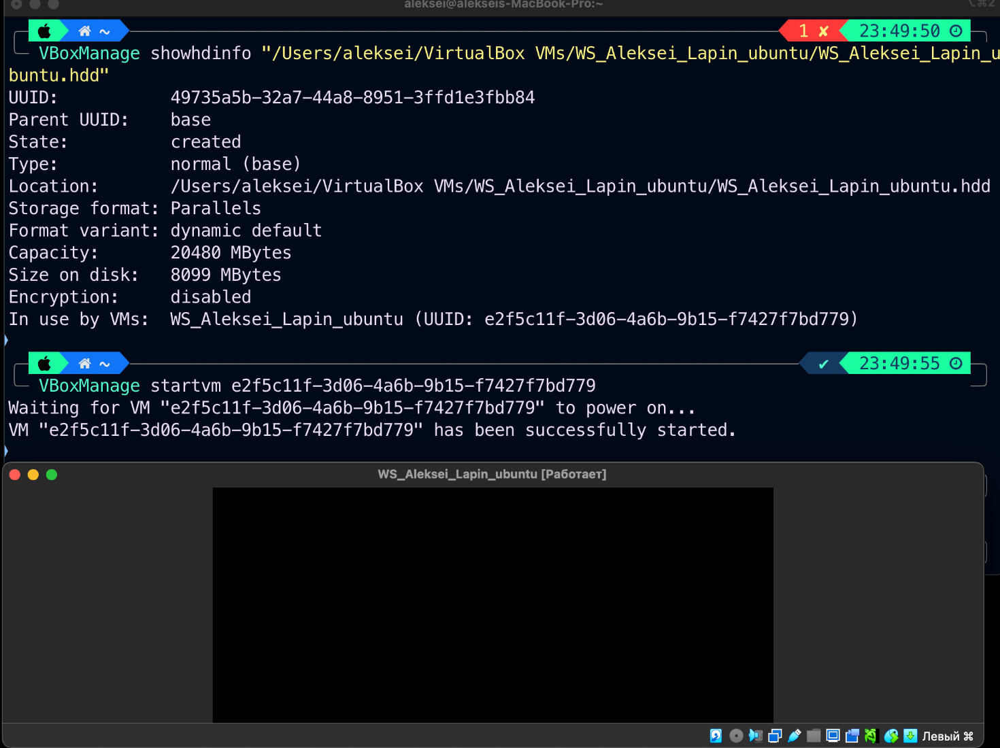 aleksei@alekseis-MacBook-Pro:~
⌥⌘2
~ 1 ✘ 23:49:50
VBoxManage showhdinfo "/Users/aleksei/VirtualBox VMs/WS_Aleksei_Lapin_ubuntu/WS_Aleksei_Lapin_u
buntu.hdd"
UUID: 49735a5b-32a7-44a8-8951-3ffd1e3fbb84
Parent UUID: base
State: created
Type: normal (base)
Location: /Users/aleksei/VirtualBox VMs/WS_Aleksei_Lapin_ubuntu/WS_Aleksei_Lapin_ubuntu.hdd
Storage format: Parallels
Format variant: dynamic default
Capacity: 20480 MBytes
Size on disk: 8099 MBytes
Encryption: disabled
In use by VMs: WS_Aleksei_Lapin_ubuntu (UUID: e2f5c11f-3d06-4a6b-9b15-f7427f7bd779)
~ ✔ 23:49:55
VBoxManage startvm e2f5c11f-3d06-4a6b-9b15-f7427f7bd779
Waiting for VM "e2f5c11f-3d06-4a6b-9b15-f7427f7bd779" to power on...
VM "e2f5c11f-3d06-4a6b-9b15-f7427f7bd779" has been successfully started.
WS_Aleksei_Lapin_ubuntu [Работает]
Левый ⌘